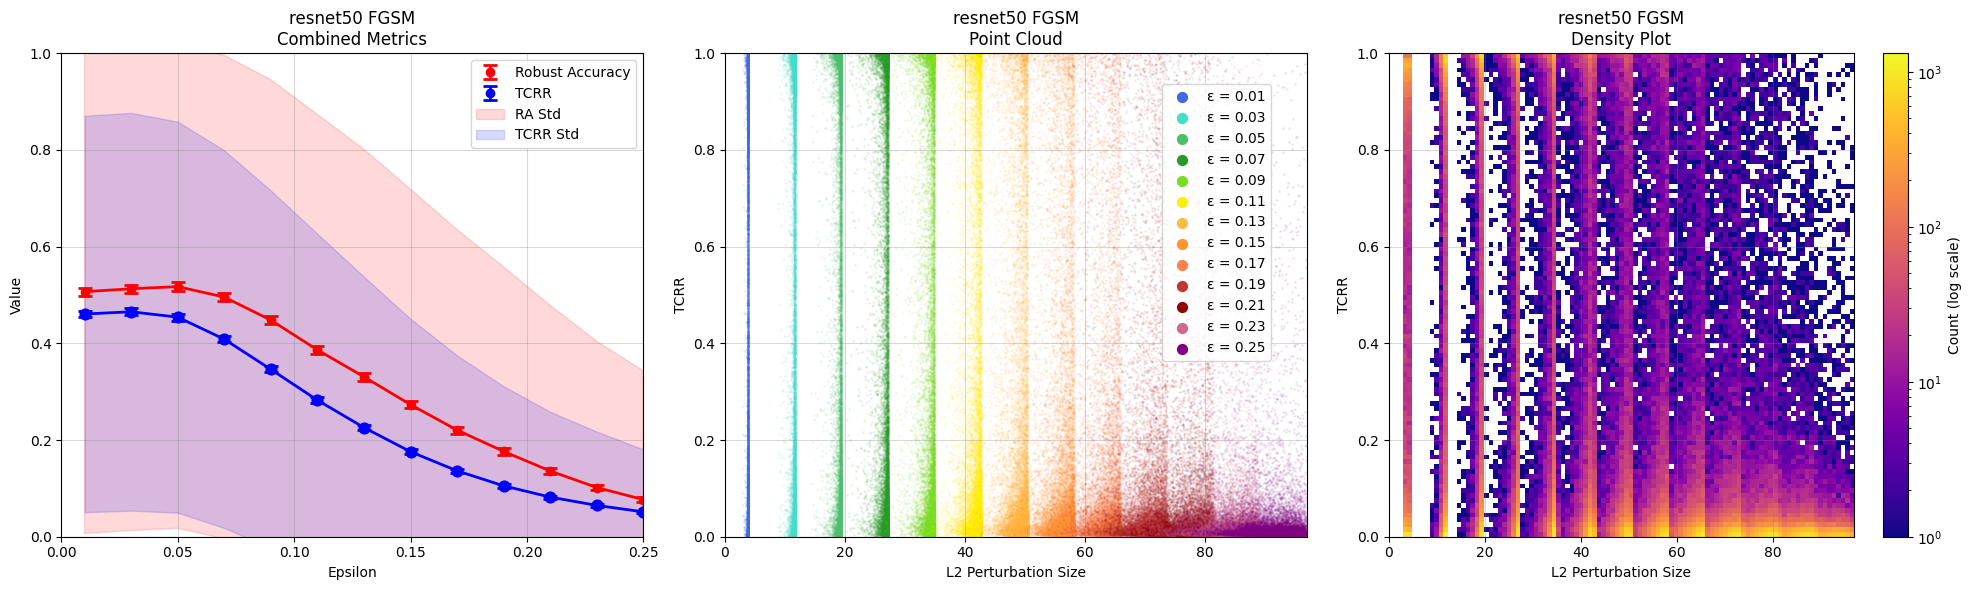 resnet50 FGSM
Combined Metrics
1.0
0.8
0.6
0.4
0.2
0.0
Value
0.00
0.05
0.10
0.15
0.20
0.25
Epsilon
Robust Accuracy
TCRR
RA Std
TCRR Std
resnet50 FGSM
Point Cloud
1.0
0.8
0.6
0.4
0.2
0.0
TCRR
0
20
40
60
80
L2 Perturbation Size
ε = 0.01
ε = 0.03
ε = 0.05
ε = 0.07
ε = 0.09
ε = 0.11
ε = 0.13
ε = 0.15
ε = 0.17
ε = 0.19
ε = 0.21
ε = 0.23
ε = 0.25
resnet50 FGSM
Density Plot
1.0
0.8
0.6
0.4
0.2
0.0
TCRR
0
20
40
60
80
L2 Perturbation Size
10³
10²
10¹
10⁰
Count (log scale)